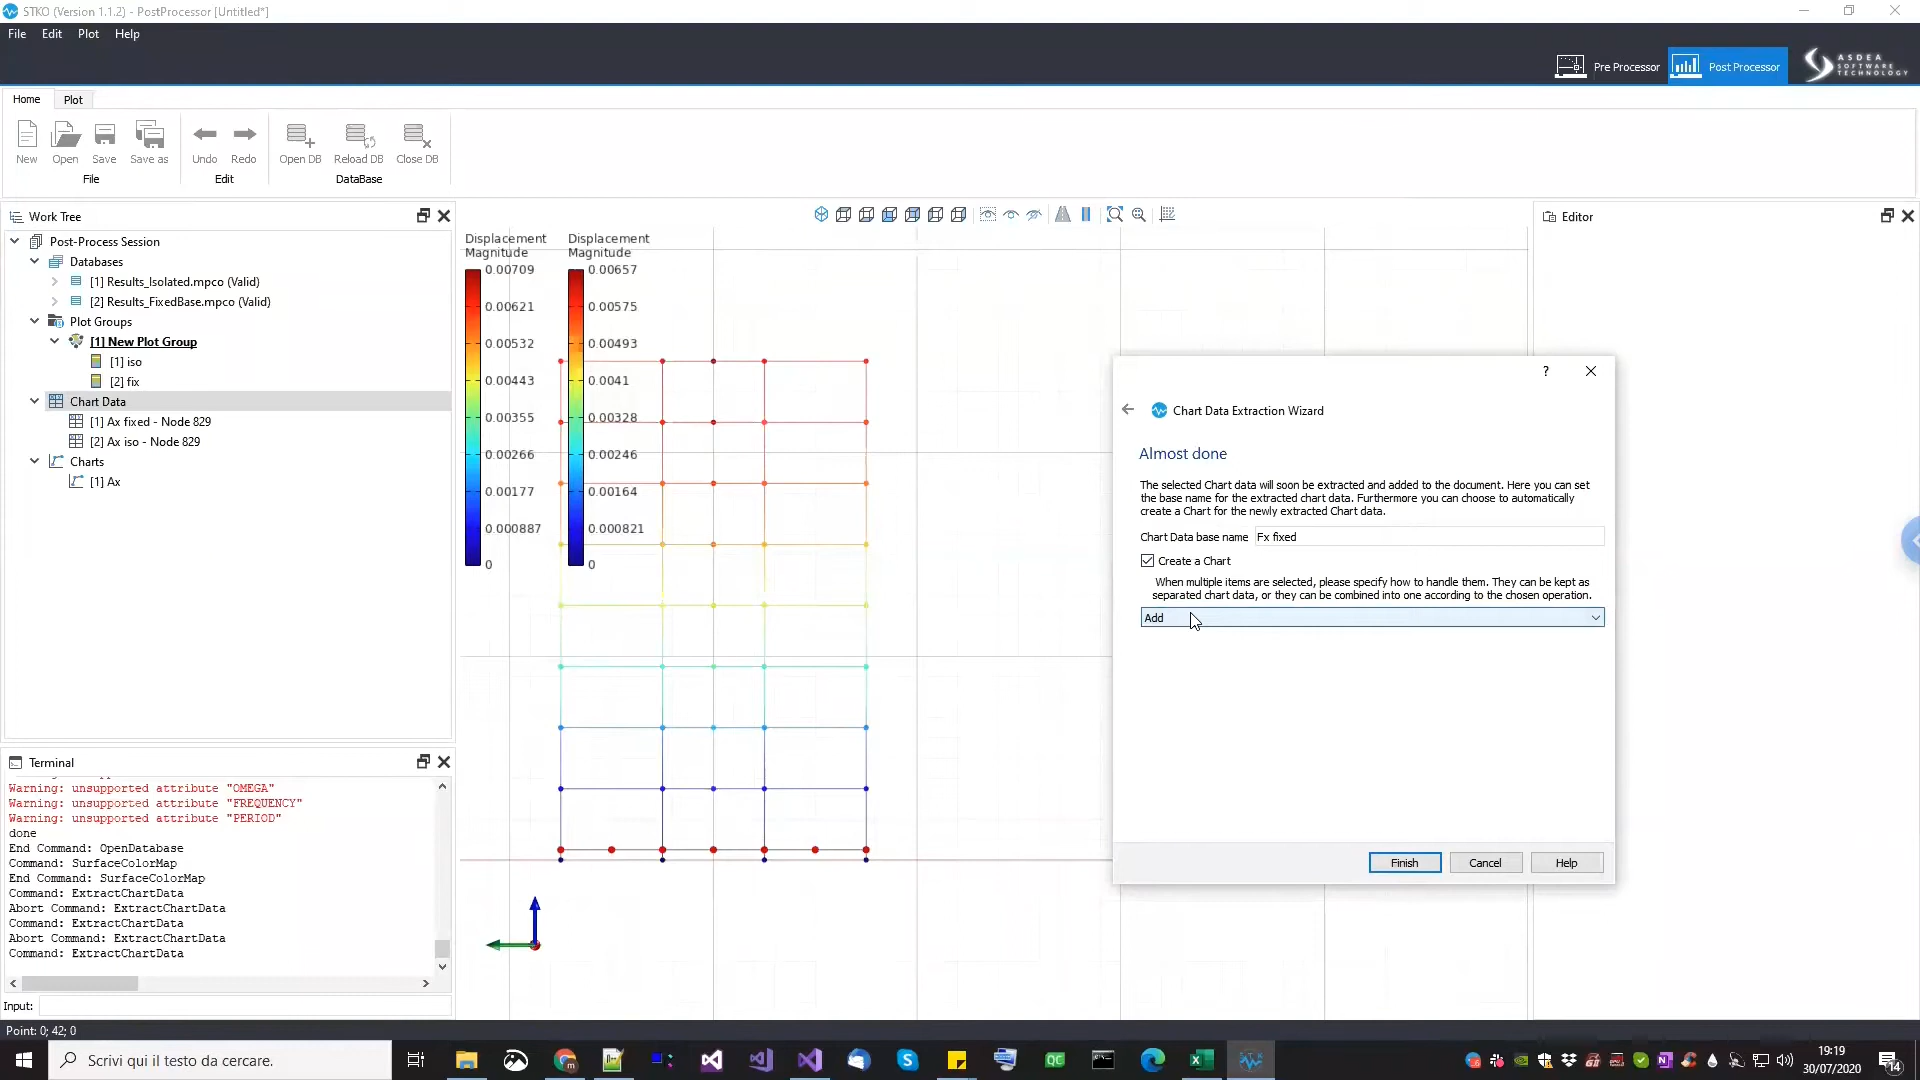 STKO (Version 1.1.2) - PostProcessor [Untitled*]
File Edit Plot Help
Pre Processor
Post Processor
ASDEA
SOFTWARE
TECHNOLOGY
Home Plot
New Open Save Save as Undo Redo Open DB Reload DB Close DB
File Edit DataBase
Work Tree
Post-Process Session
Databases
[1] Results_Isolated.mpco (Valid)
[2] Results_FixedBase.mpco (Valid)
Plot Groups
[1] New Plot Group
[1] iso
[2] fix
Chart Data
[1] Ax fixed - Node 829
[2] Ax iso - Node 829
Charts
[1] Ax
Terminal
Warning: unsupported attribute "OMEGA"
Warning: unsupported attribute "FREQUENCY"
Warning: unsupported attribute "PERIOD"
done
End Command: OpenDatabase
Command: SurfaceColorMap
End Command: SurfaceColorMap
Command: ExtractChartData
Abort Command: ExtractChartData
Command: ExtractChartData
Abort Command: ExtractChartData
Command: ExtractChartData
Input:
Point: 0; 42; 0
Displacement
Magnitude
0.00709
0.00621
0.00532
0.00443
0.00355
0.00266
0.00177
0.000887
0
Displacement
Magnitude
0.00657
0.00575
0.00493
0.0041
0.00328
0.00246
0.00164
0.000821
0
Editor
?
Chart Data Extraction Wizard
Almost done
The selected Chart data will soon be extracted and added to the document. Here you can set
the base name for the extracted chart data. Furthermore you can choose to automatically
create a Chart for the newly extracted Chart data.
Chart Data base name Fx fixed
Create a Chart
When multiple items are selected, please specify how to handle them. They can be kept as
separated chart data, or they can be combined into one according to the chosen operation.
Add
Finish Cancel Help
Scrivi qui il testo da cercare.
19:19
30/07/2020
14